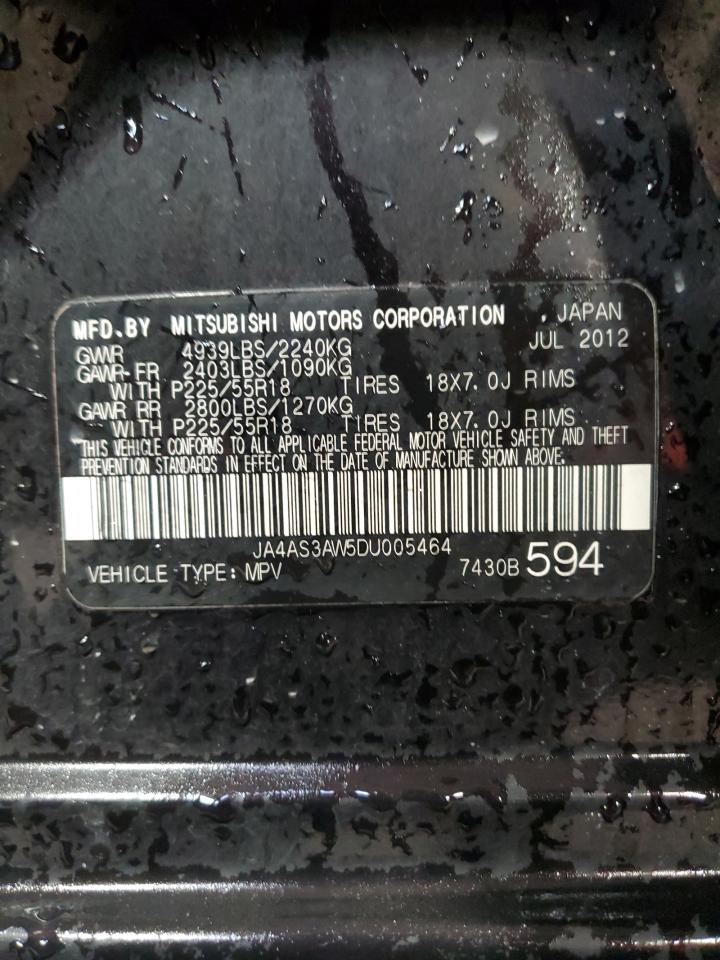 MFD.BY MITSUBISHI MOTORS CORPORATION JAPAN
JUL 2012
GVWR 4939LBS/2240KG
GAWR-FR 2403LBS/1090KG
WITH P225/55R18 TIRES 18X7.0J RIMS
GAWR RR 2800LBS/1270KG
WITH P225/55R18 TIRES 18X7.0J RIMS
THIS VEHICLE CONFORMS TO ALL APPLICABLE FEDERAL MOTOR VEHICLE SAFETY AND THEFT
PREVENTION STANDARDS IN EFFECT ON THE DATE OF MANUFACTURE SHOWN ABOVE.
JA4AS3AW5DU005464
VEHICLE TYPE: MPV 7430B 594